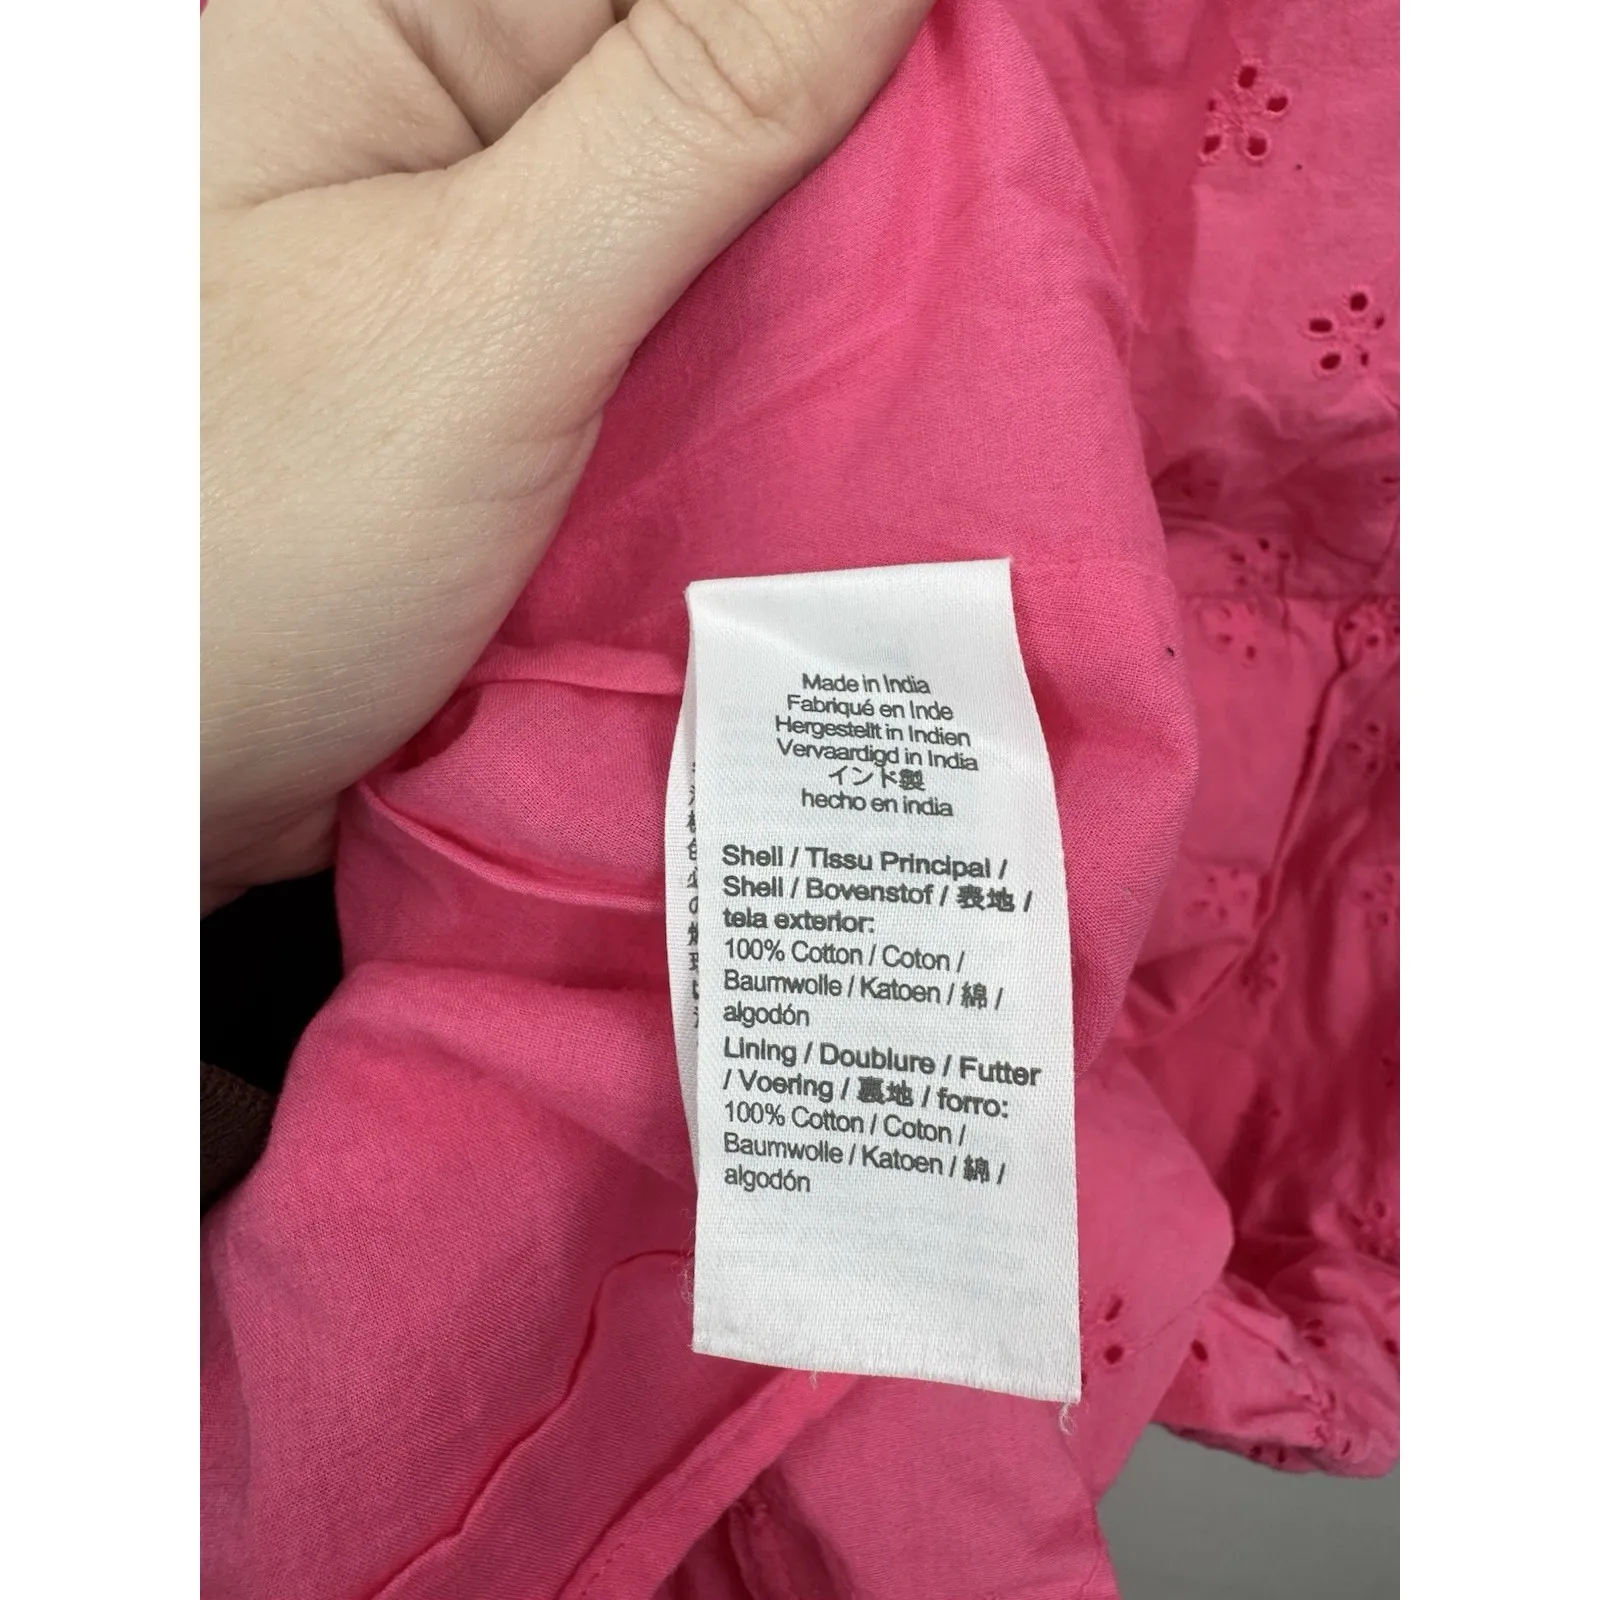 Made in India
Fabriqué en Inde
Hergestellt in Indien
Vervaardigd in India
インド製
hecho en india
Shell / Tissu Principal /
Shell / Bovenstof / 表地 /
tela exterior:
100% Cotton / Coton /
Baumwolle / Katoen / 綿 /
algodón
Lining / Doublure / Futter
/ Voering / 裏地 / forro:
100% Cotton / Coton /
Baumwolle / Katoen / 綿 /
algodón